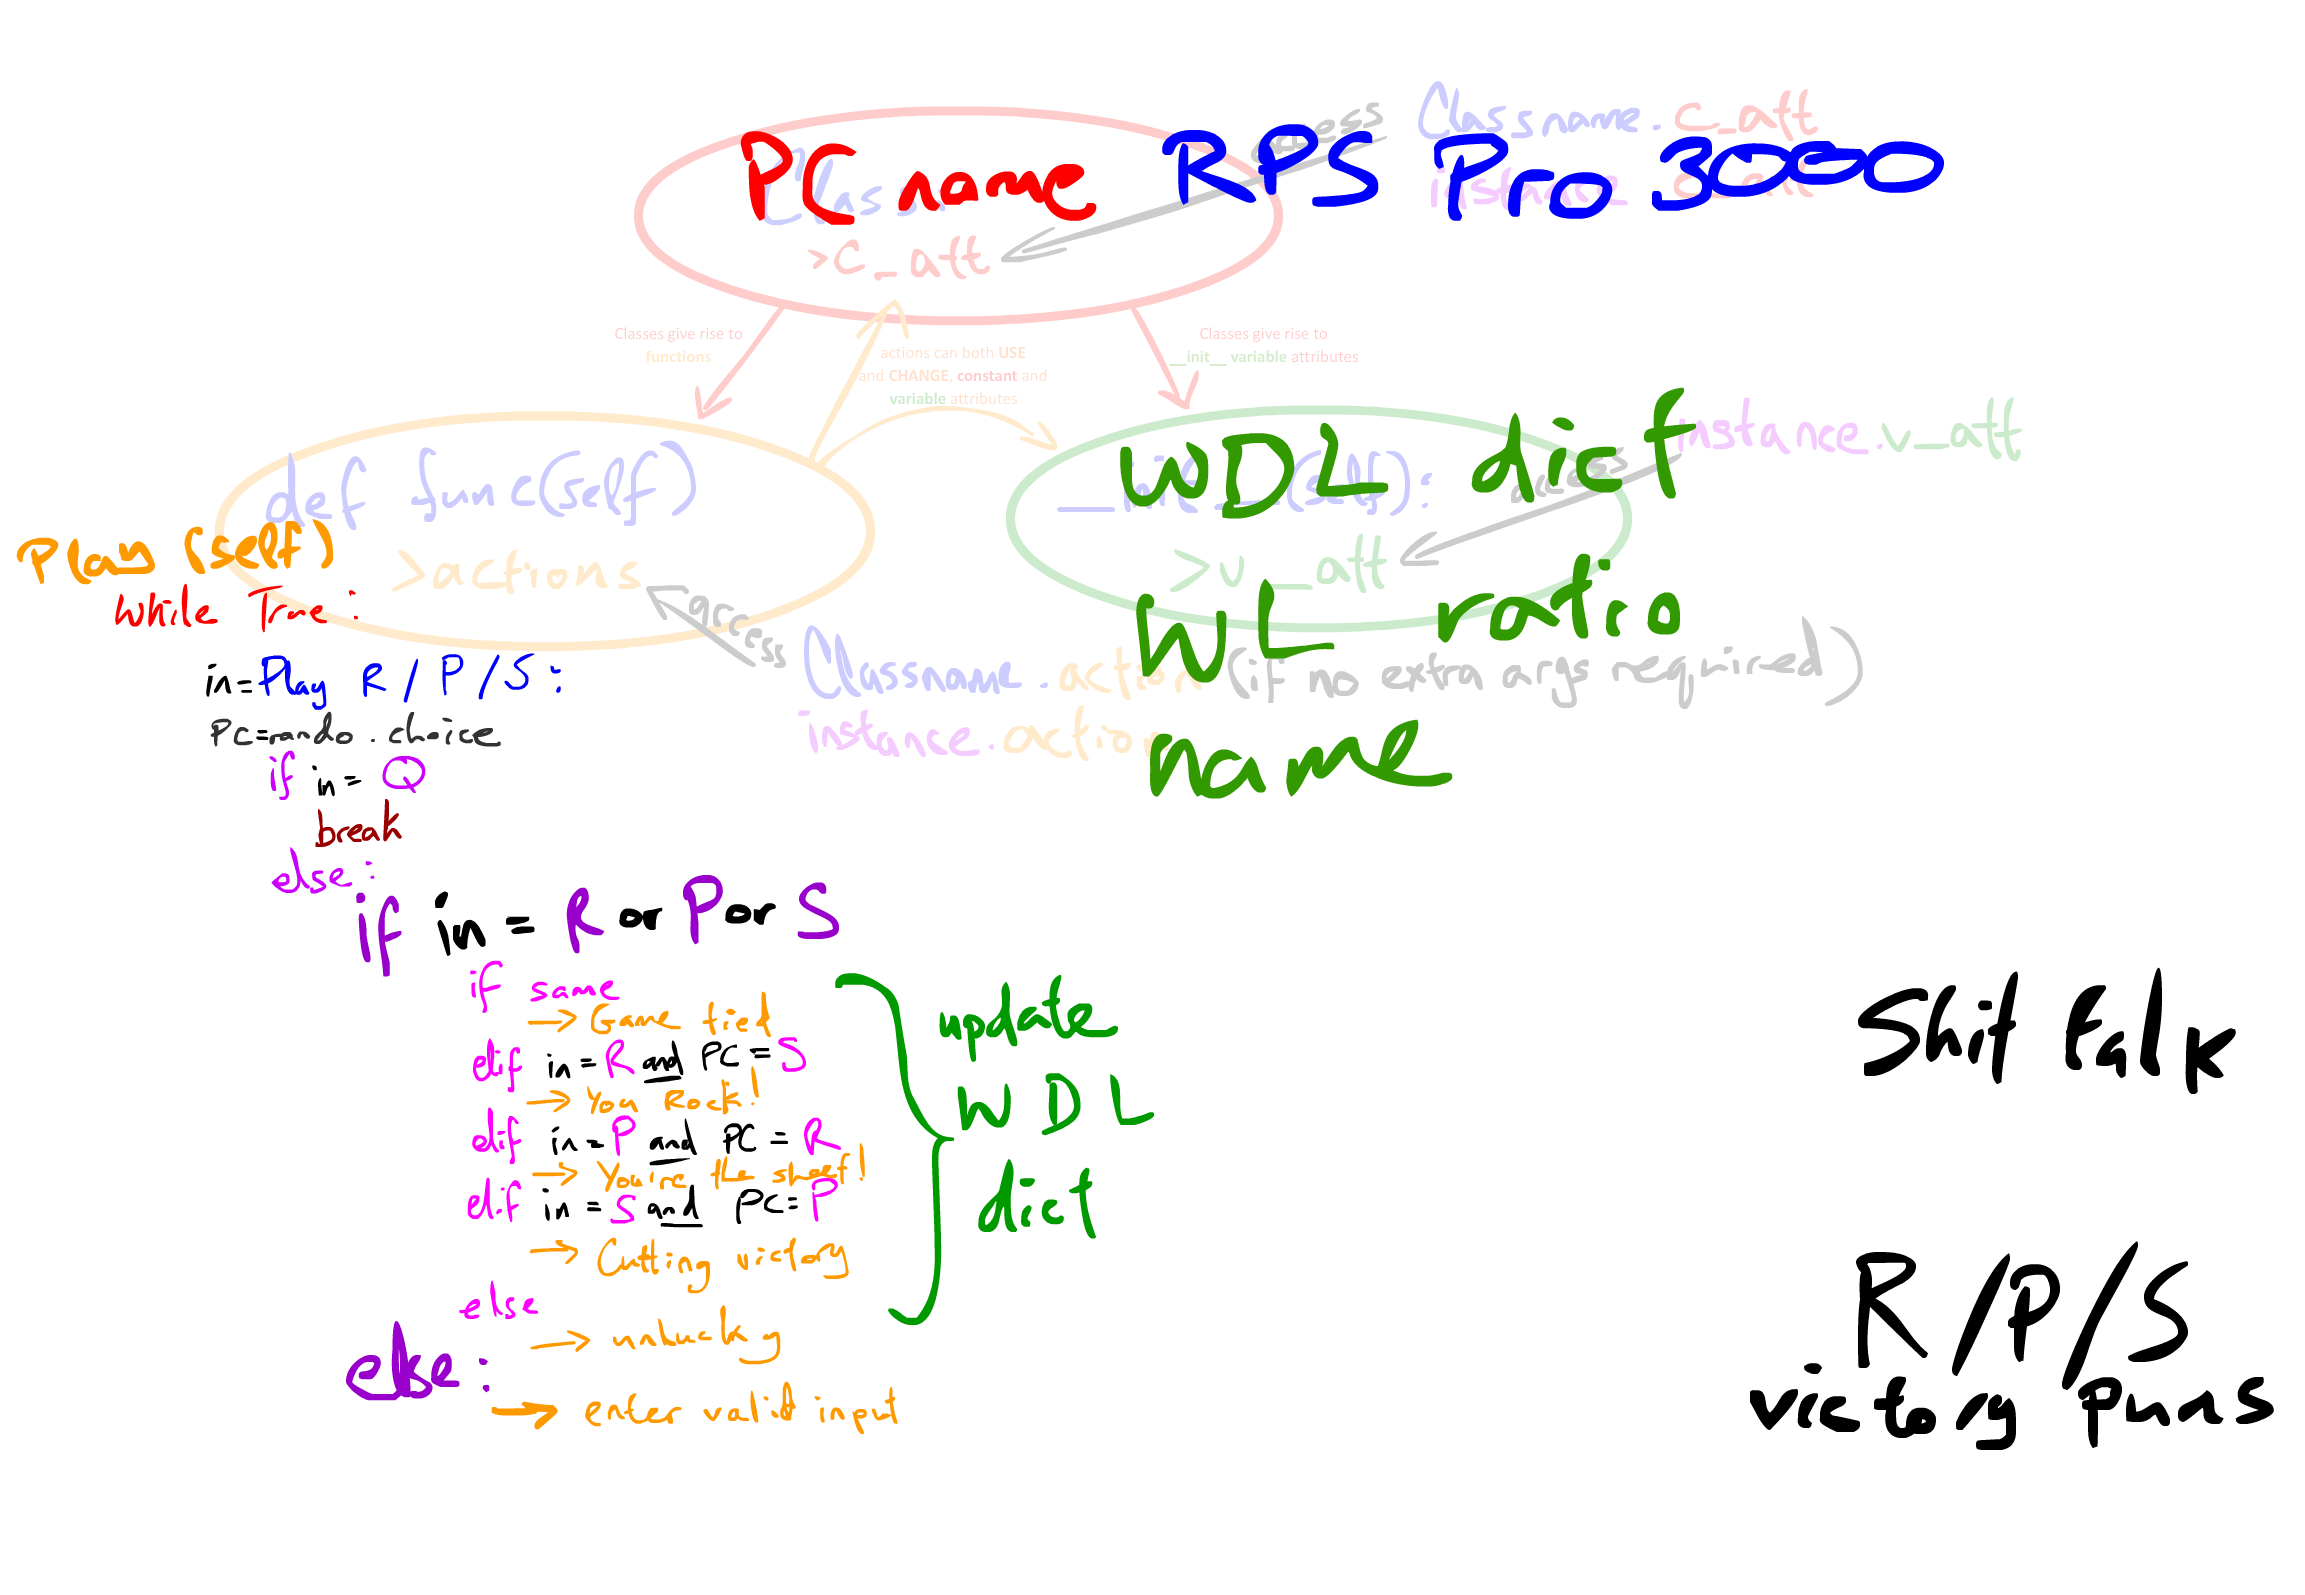 PC name RPS Pro 3000
access Classname.c_att
instance c_att
Class
>c_att
Classes give rise to
functions
actions can both USE
and CHANGE, constant and
variable attributes
Classes give rise to
__init__ variable attributes
def func(self)
>actions
access
Classname.action (if no extra args required)
instance.action
__init__(self):
>v_att
access
instance.v_att
WDL dict
WL ratio
name
Play (self)
While True:
in=Play R/P/S:
PC=rando.choice
if in= Q
break
else:
if in = R or P or S
if same
→ Game tied
elif in=R and PC=S
→ You Rock!
elif in=P and PC=R
→ You're the sheet!
elif in=S and PC=P
→ Cutting victory
else
→ unlucky
else:
→ enter valid input
update
WDL
dict
Shit talk
R/P/S
victory puns